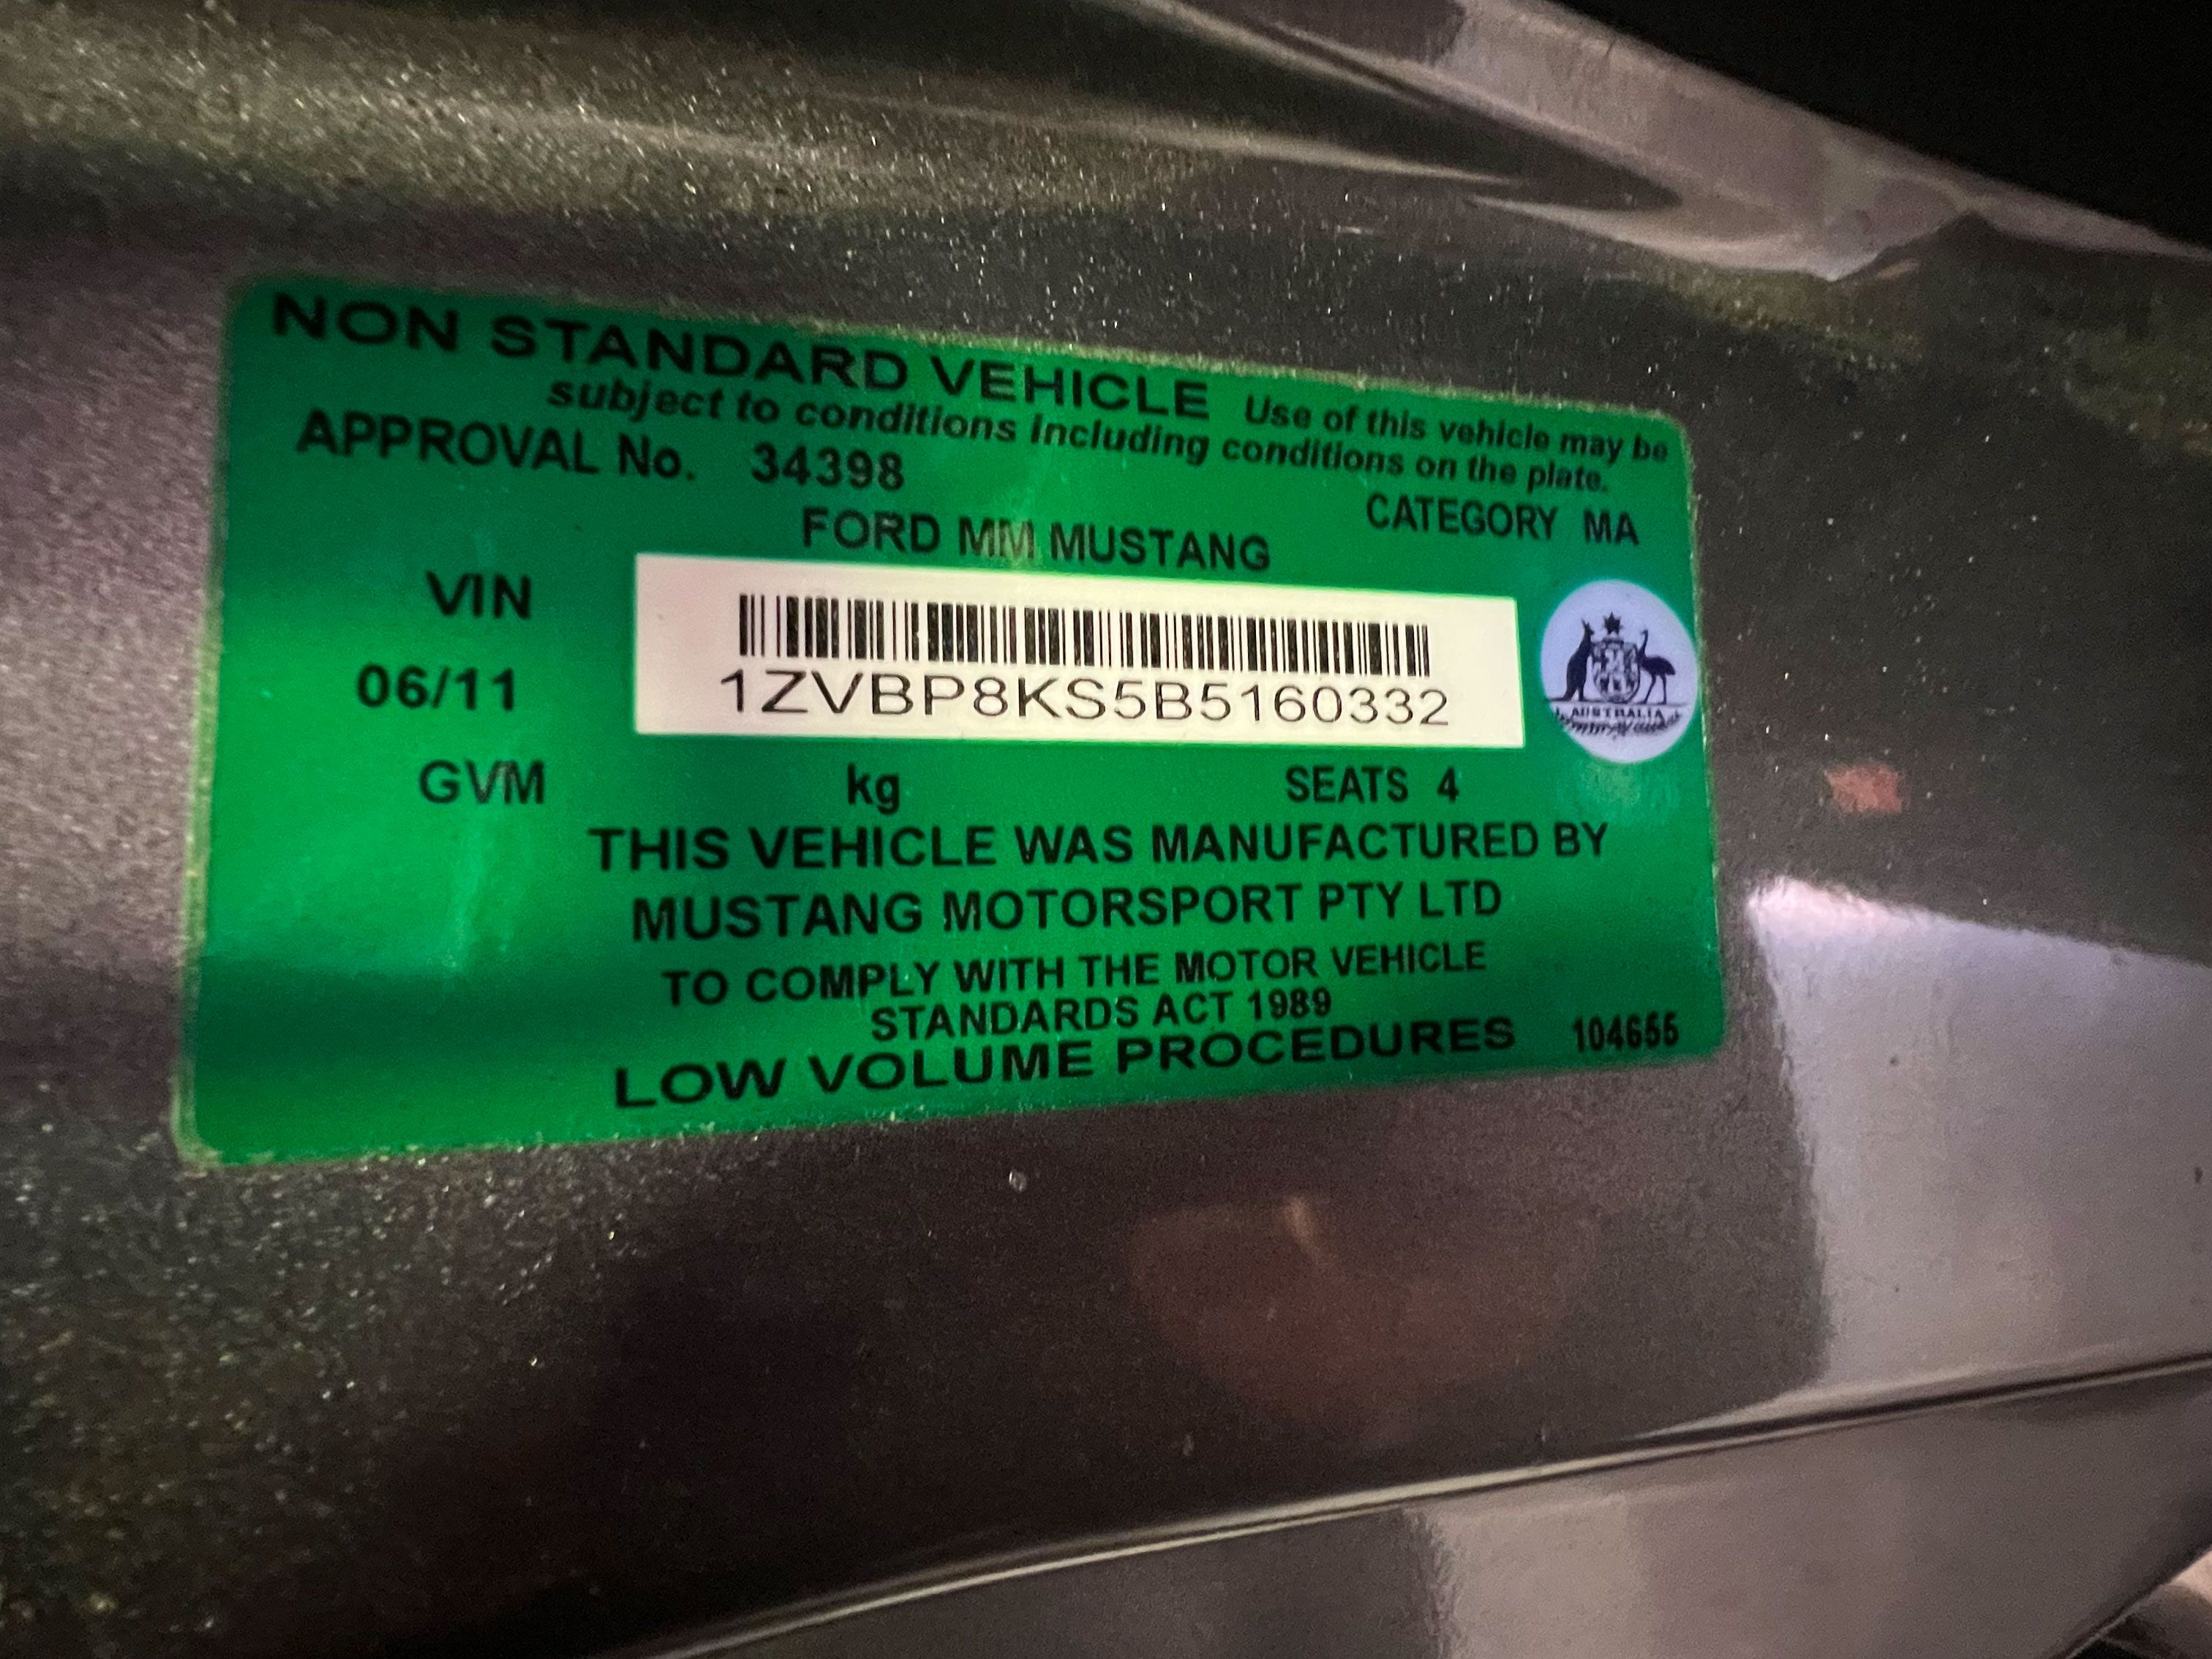 NON STANDARD VEHICLE Use of this vehicle may be
subject to conditions including conditions on the plate.
APPROVAL No. 34398
CATEGORY MA
FORD MM MUSTANG
VIN
1ZVBP8KS5B5160332
06/11
AUSTRALIA
GVM kg SEATS 4
THIS VEHICLE WAS MANUFACTURED BY
MUSTANG MOTORSPORT PTY LTD
TO COMPLY WITH THE MOTOR VEHICLE
STANDARDS ACT 1989
LOW VOLUME PROCEDURES 104655